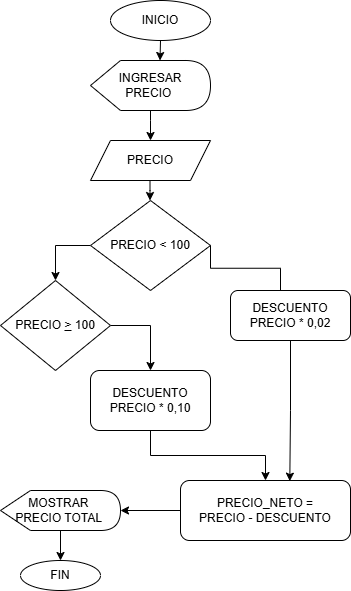 INICIO
INGRESAR
PRECIO
PRECIO
PRECIO < 100
PRECIO ≥ 100
DESCUENTO
PRECIO * 0,02
DESCUENTO
PRECIO * 0,10
PRECIO_NETO =
PRECIO - DESCUENTO
MOSTRAR
PRECIO TOTAL
FIN